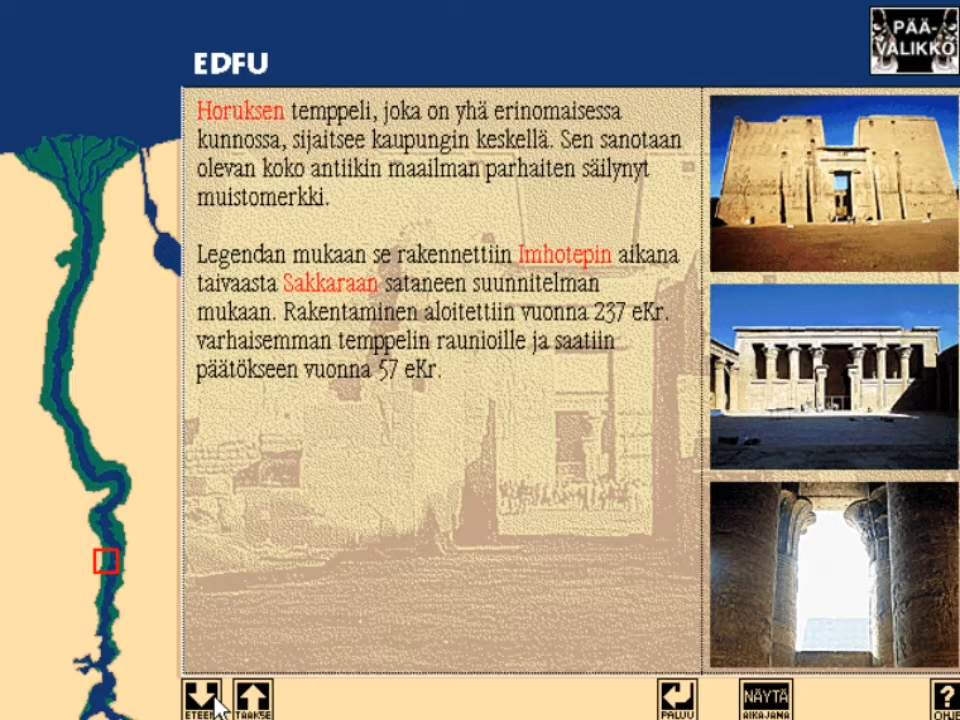 PÄÄ-
VALIKKO
EDFU
Horuksen temppeli, joka on yhä erinomaisessa
kunnossa, sijaitsee kaupungin keskellä. Sen sanotaan
olevan koko antiikin maailman parhaiten säilynyt
muistomerkki.
Legendan mukaan se rakennettiin Imhotepin aikana
taivaasta Sakkaraan sataneen suunnitelman
mukaan. Rakentaminen aloitettiin vuonna 237 eKr.
varhaisemman temppelin raunioille ja saatiin
päätökseen vuonna 57 eKr.
TAAKSE
PALUU
NÄYTÄ
AIKAJANA
?